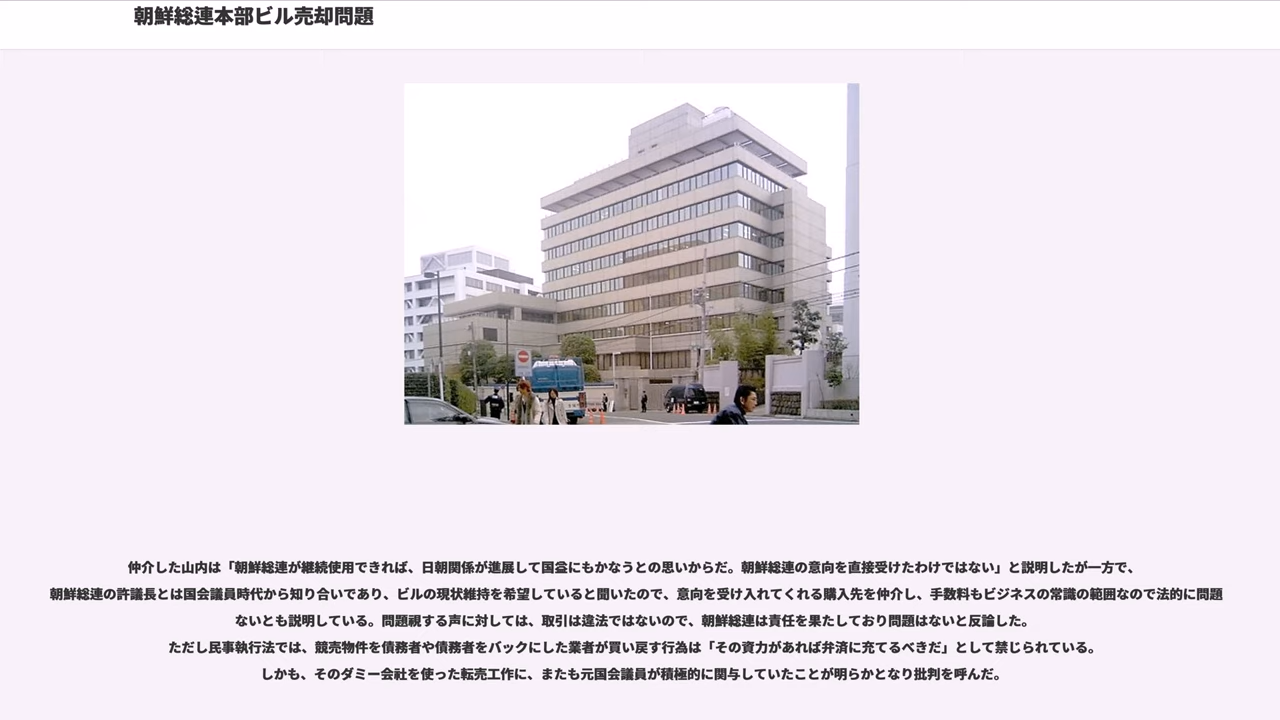 朝鮮総連本部ビル売却問題
仲介した山内は「朝鮮総連が継続使用できれば、日朝関係が進展して国益にもかなうとの思いからだ。朝鮮総連の意向を直接受けたわけではない」と説明したが一方で、
朝鮮総連の許議長とは国会議員時代から知り合いであり、ビルの現状維持を希望していると聞いたので、意向を受け入れてくれる購入先を仲介し、手数料もビジネスの常識の範囲なので法的に問題
ないとも説明している。問題視する声に対しては、取引は違法ではないので、朝鮮総連は責任を果たしており問題はないと反論した。
ただし民事執行法では、競売物件を債務者や債務者をバックにした業者が買い戻す行為は「その資力があれば弁済に充てるべきだ」として禁じられている。
しかも、そのダミー会社を使った転売工作に、またも元国会議員が積極的に関与していたことが明らかとなり批判を呼んだ。